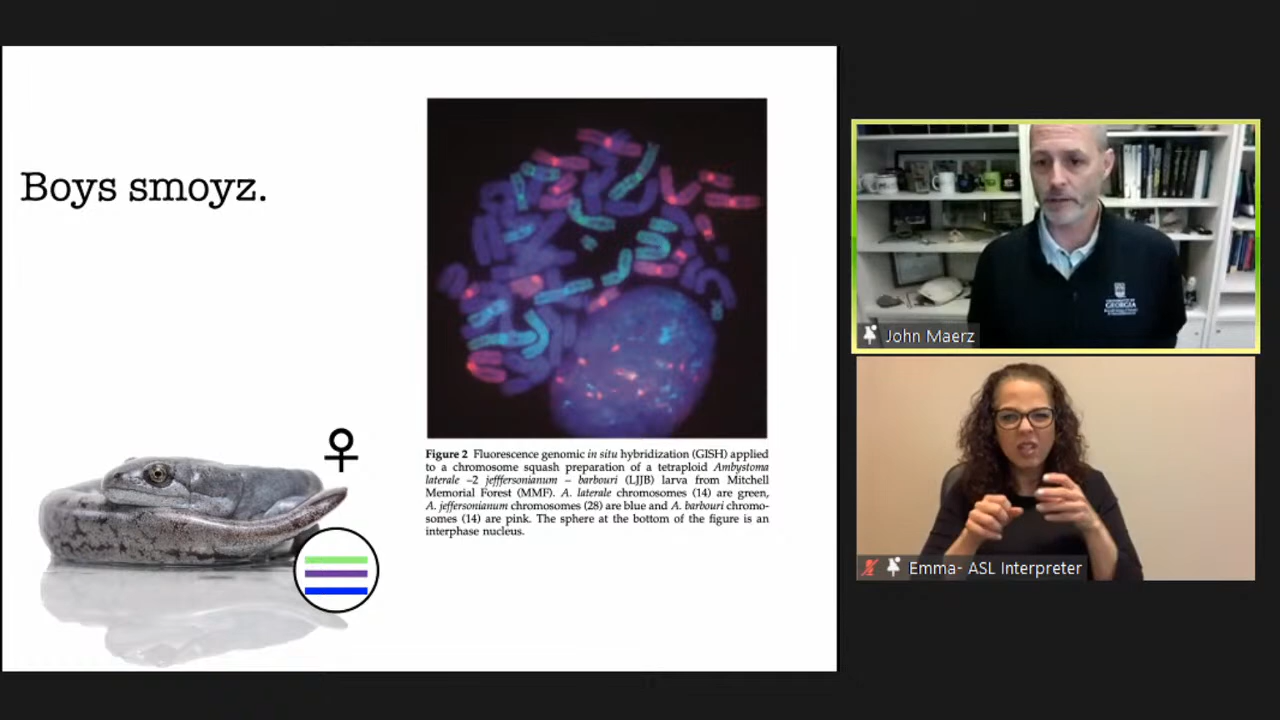 Boys smoyz.
Figure 2 Fluorescence genomic in situ hybridization (GISH) applied
to a chromosome squash preparation of a tetraploid Ambystoma
laterale –2 jefffersonianum – barbouri (LJJB) larva from Mitchell
Memorial Forest (MMF). A. laterale chromosomes (14) are green,
A. jeffersonianum chromosomes (28) are blue and A. barbouri chromo-
somes (14) are pink. The sphere at the bottom of the figure is an
interphase nucleus.
GEORGIA
John Maerz
Emma- ASL Interpreter